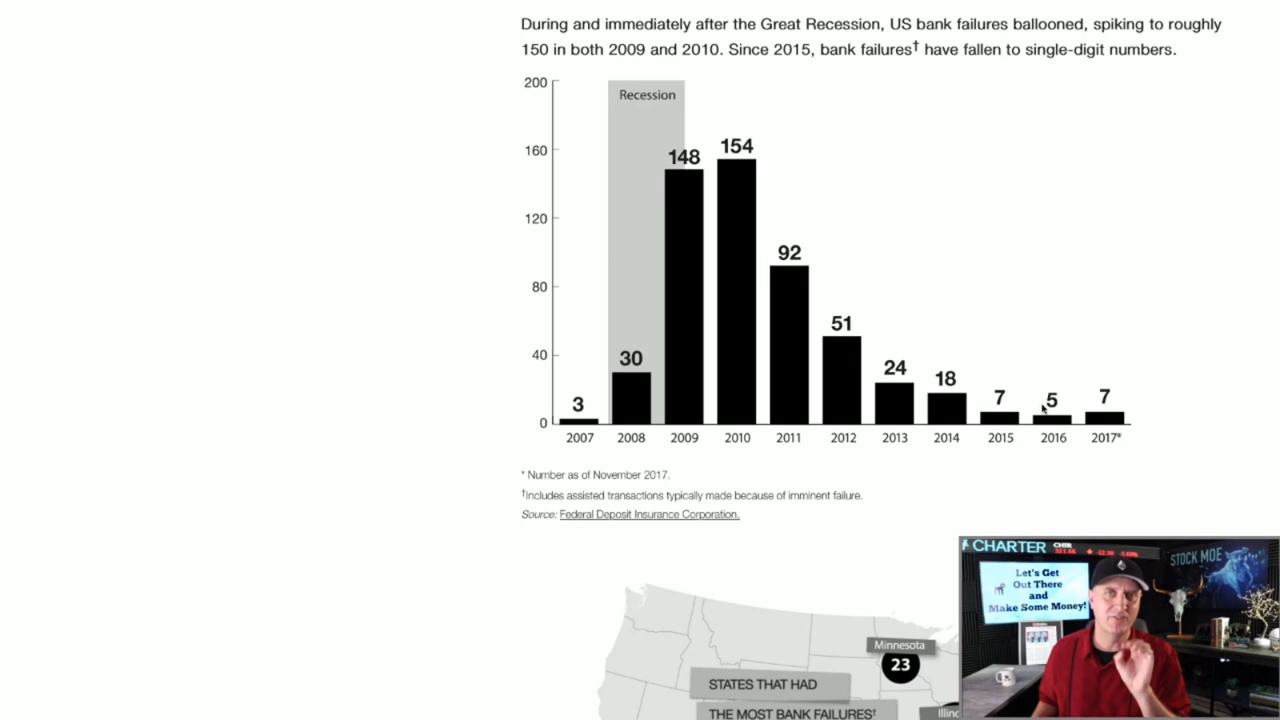 During and immediately after the Great Recession, US bank failures ballooned, spiking to roughly
150 in both 2009 and 2010. Since 2015, bank failures† have fallen to single-digit numbers.
200
Recession
160
120
80
40
0
3
30
148
154
92
51
24
18
7
5
7
2007
2008
2009
2010
2011
2012
2013
2014
2015
2016
2017*
* Number as of November 2017.
†Includes assisted transactions typically made because of imminent failure.
Source: Federal Deposit Insurance Corporation.
Minnesota
23
STATES THAT HAD
THE MOST BANK FAILURES†
Illino
CHARTER
CHTR
STOCK MOE
Let's Get
Out There
and
Make Some Money!